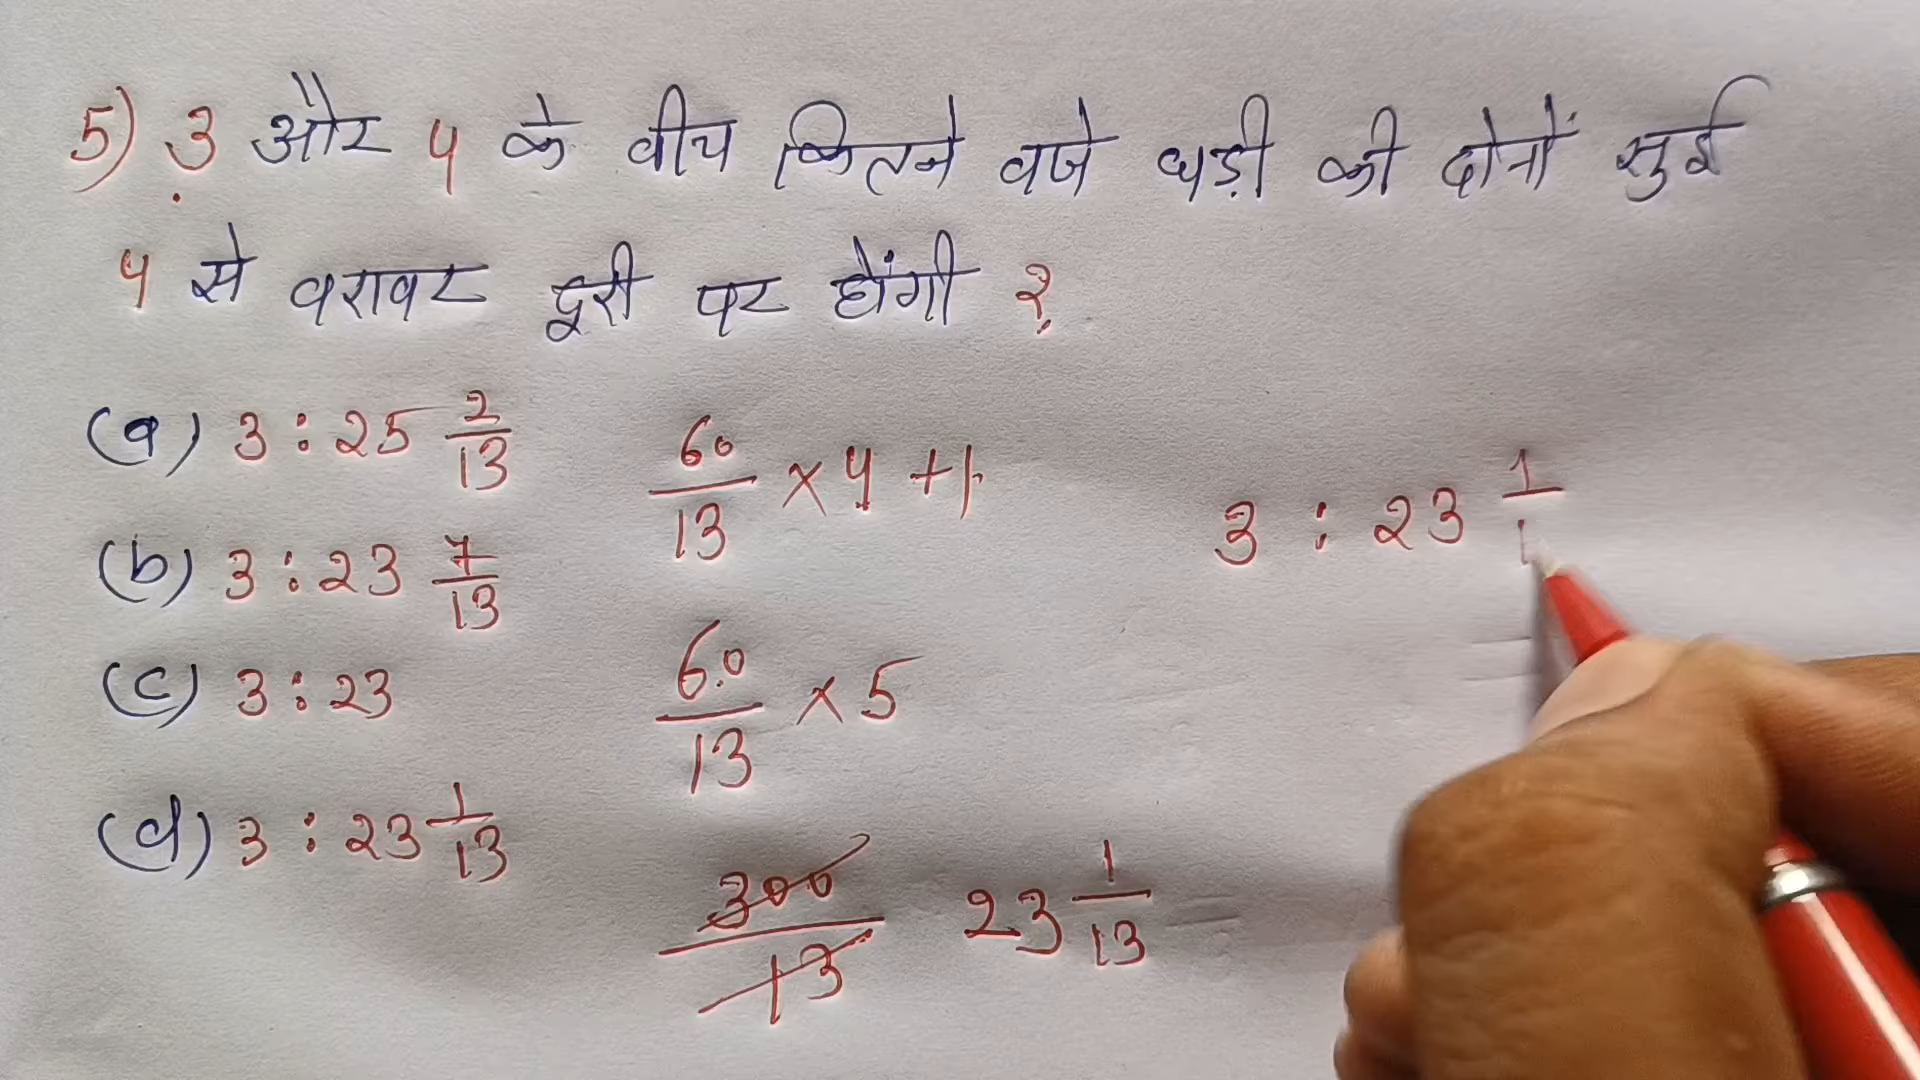 5) 3 और 4 के बीच कितने बजे घड़ी की दोनों सुई
4 से बराबर दूरी पर होंगी ?
(a) 3 : 25 2/13
(b) 3 : 23 7/13
(c) 3 : 23
(d) 3 : 23 1/13
60/13 × 4 + 1
60/13 × 5
300/13 23 1/13
3 : 23 1/1